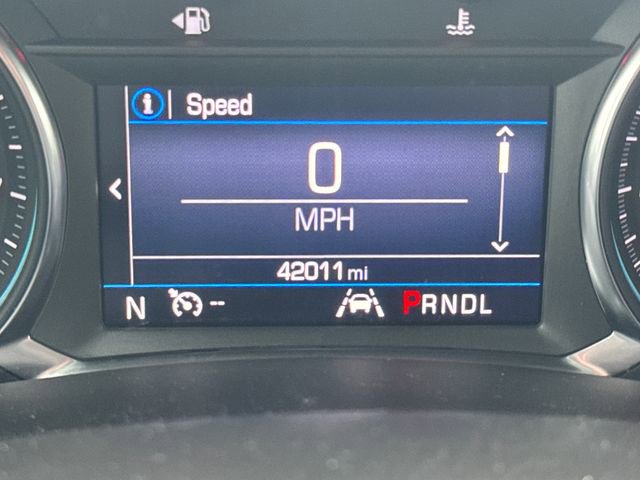 i Speed
0
MPH
42011 mi
N -- PRNDL